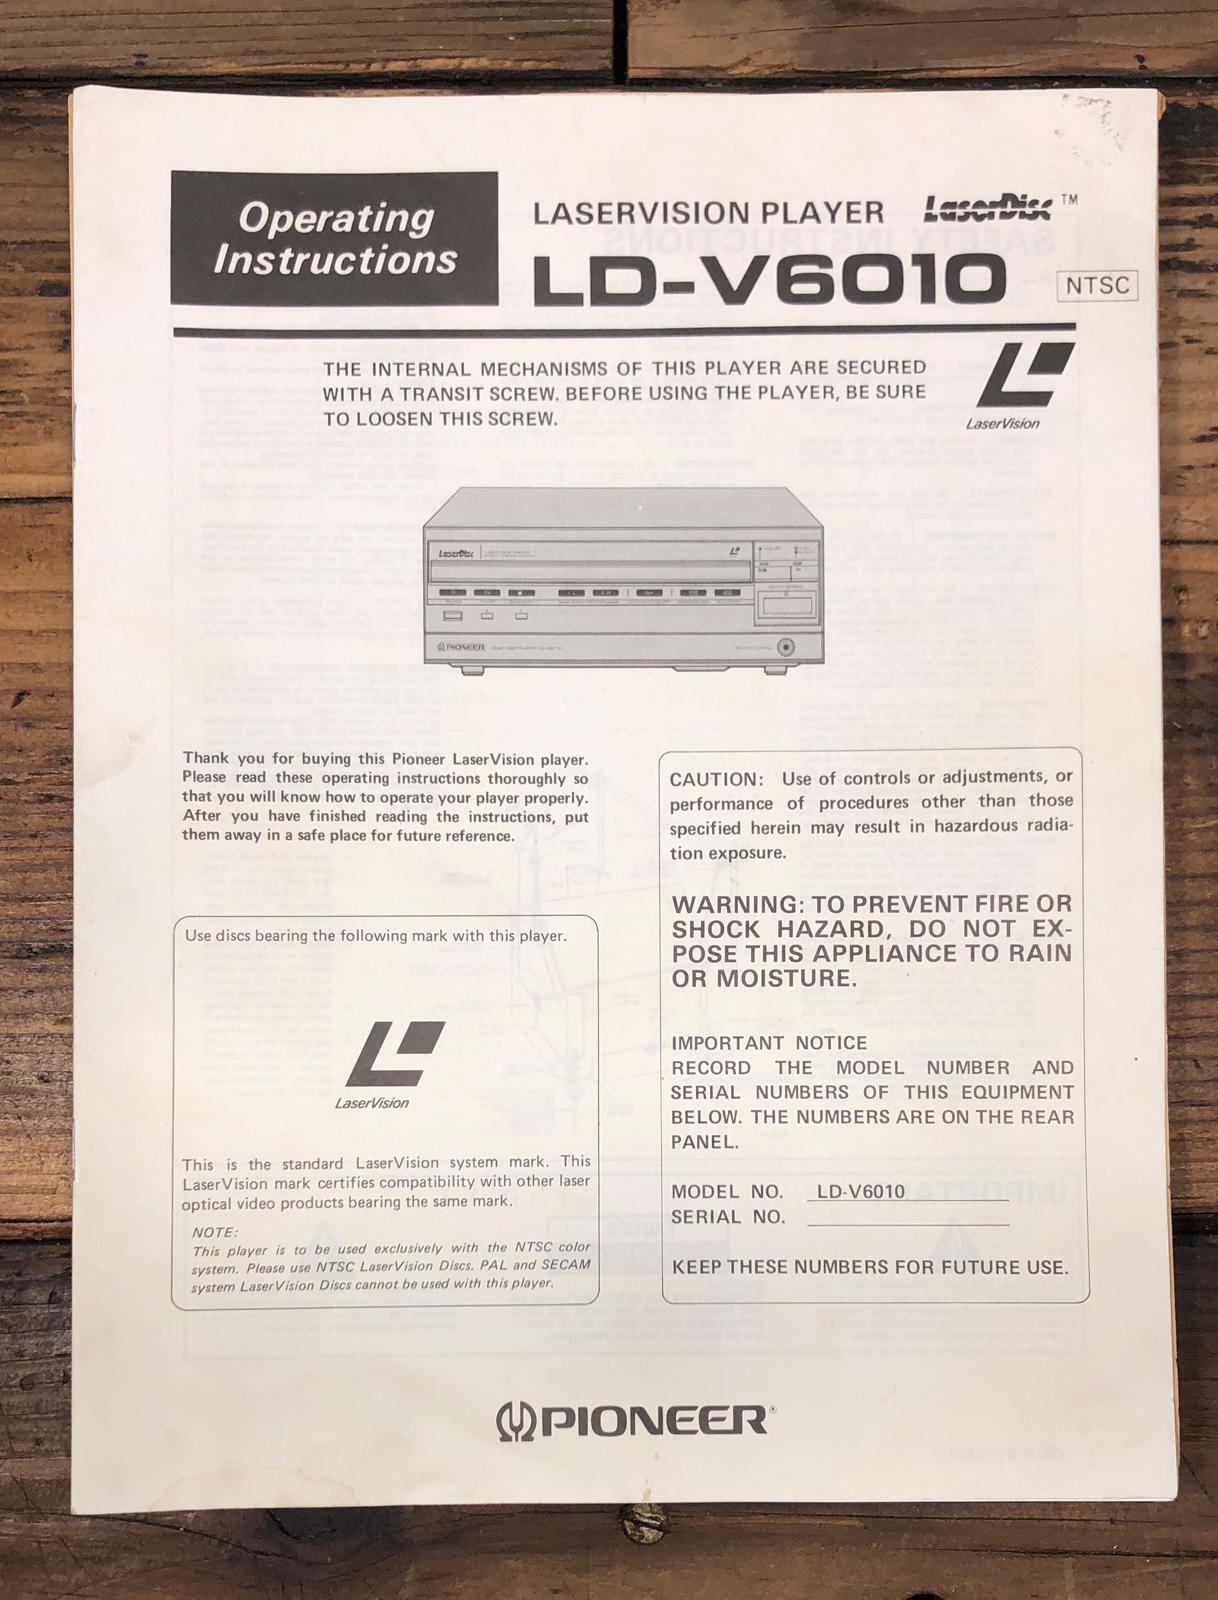 Operating
Instructions
LASERVISION PLAYER LaserDisc TM
LD-V6010
NTSC
THE INTERNAL MECHANISMS OF THIS PLAYER ARE SECURED
WITH A TRANSIT SCREW. BEFORE USING THE PLAYER, BE SURE
TO LOOSEN THIS SCREW.
LaserVision
LaserDisc
PIONEER
Thank you for buying this Pioneer LaserVision player.
Please read these operating instructions thoroughly so
that you will know how to operate your player properly.
After you have finished reading the instructions, put
them away in a safe place for future reference.
Use discs bearing the following mark with this player.
LaserVision
This is the standard LaserVision system mark. This
LaserVision mark certifies compatibility with other laser
optical video products bearing the same mark.
NOTE:
This player is to be used exclusively with the NTSC color
system. Please use NTSC LaserVision Discs. PAL and SECAM
system LaserVision Discs cannot be used with this player.
CAUTION: Use of controls or adjustments, or
performance of procedures other than those
specified herein may result in hazardous radia-
tion exposure.
WARNING: TO PREVENT FIRE OR
SHOCK HAZARD, DO NOT EX-
POSE THIS APPLIANCE TO RAIN
OR MOISTURE.
IMPORTANT NOTICE
RECORD THE MODEL NUMBER AND
SERIAL NUMBERS OF THIS EQUIPMENT
BELOW. THE NUMBERS ARE ON THE REAR
PANEL.
MODEL NO. LD-V6010
SERIAL NO.
KEEP THESE NUMBERS FOR FUTURE USE.
PIONEER®